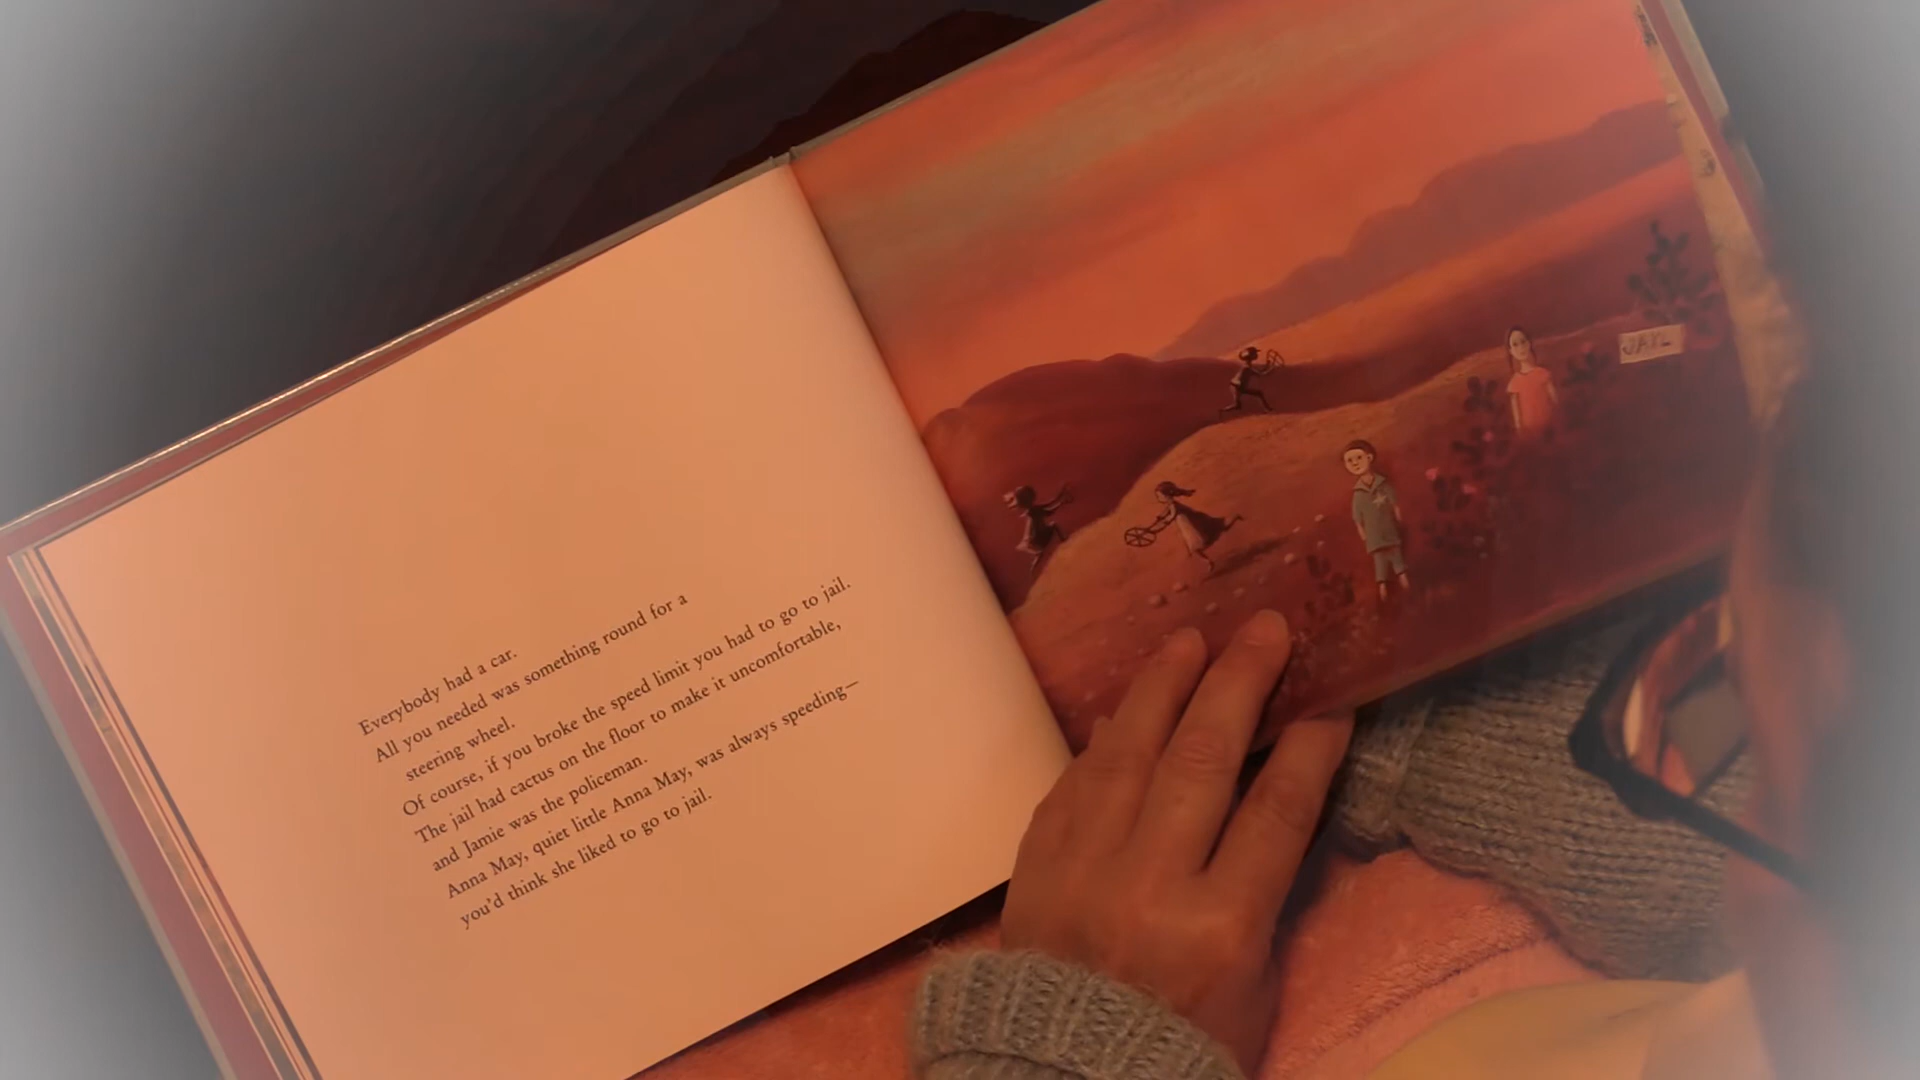 Everybody had a car.
All you needed was something round for a
steering wheel.
Of course, if you broke the speed limit you had to go to jail.
The jail had cactus on the floor to make it uncomfortable,
and Jamie was the policeman.
Anna May, quiet little Anna May, was always speeding—
you'd think she liked to go to jail.
JAYL